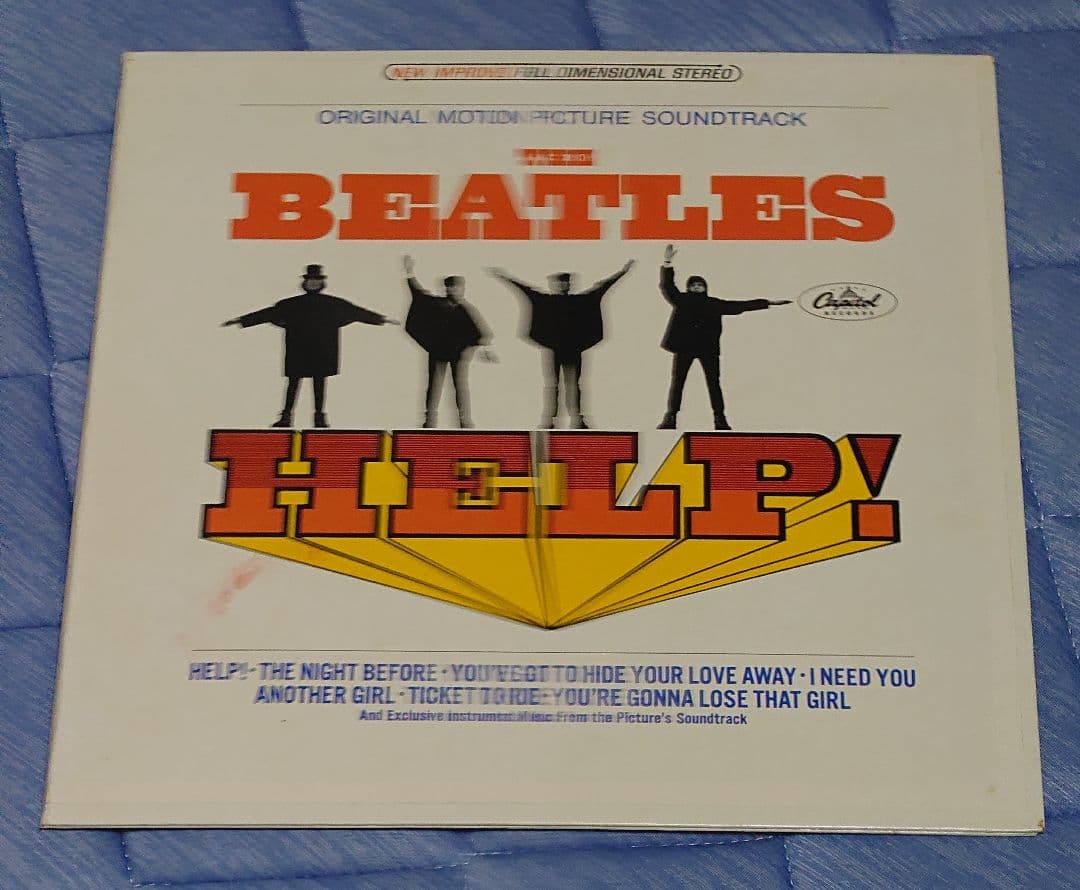 NEW IMPROVED FULL DIMENSIONAL STEREO
ORIGINAL MOTION PICTURE SOUNDTRACK
THE
BEATLES
Capitol
RECORDS
HELP!
HELP! · THE NIGHT BEFORE · YOU'VE GOT TO HIDE YOUR LOVE AWAY · I NEED YOU
ANOTHER GIRL · TICKET TO RIDE · YOU'RE GONNA LOSE THAT GIRL
And Exclusive Instrumental Music From the Picture's Soundtrack